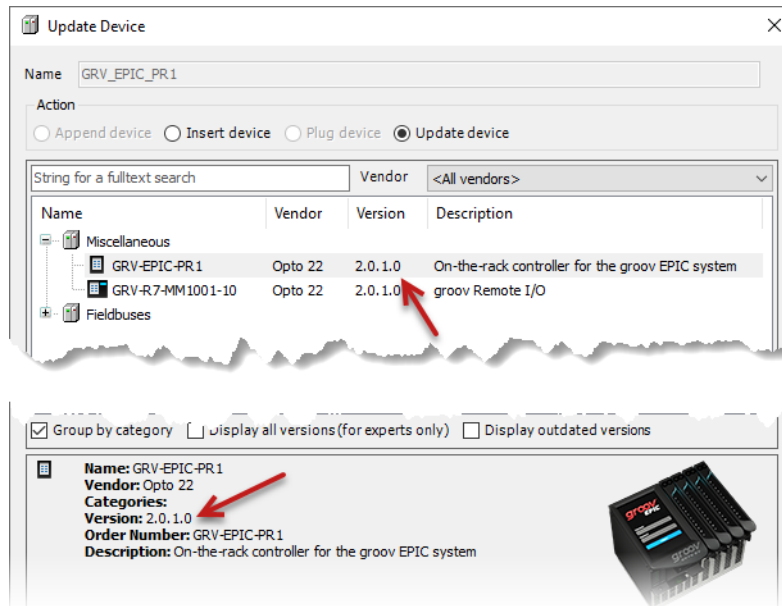 Update Device
Name GRV_EPIC_PR1
Action
Append device Insert device Plug device Update device
String for a fulltext search Vendor <All vendors>
Name Vendor Version Description
Miscellaneous
GRV-EPIC-PR1 Opto 22 2.0.1.0 On-the-rack controller for the groov EPIC system
GRV-R7-MM1001-10 Opto 22 2.0.1.0 groov Remote I/O
Fieldbuses
Group by category Display all versions (for experts only) Display outdated versions
Name: GRV-EPIC-PR1
Vendor: Opto 22
Categories:
Version: 2.0.1.0
Order Number: GRV-EPIC-PR1
Description: On-the-rack controller for the groov EPIC system
groov
EPIC
groov